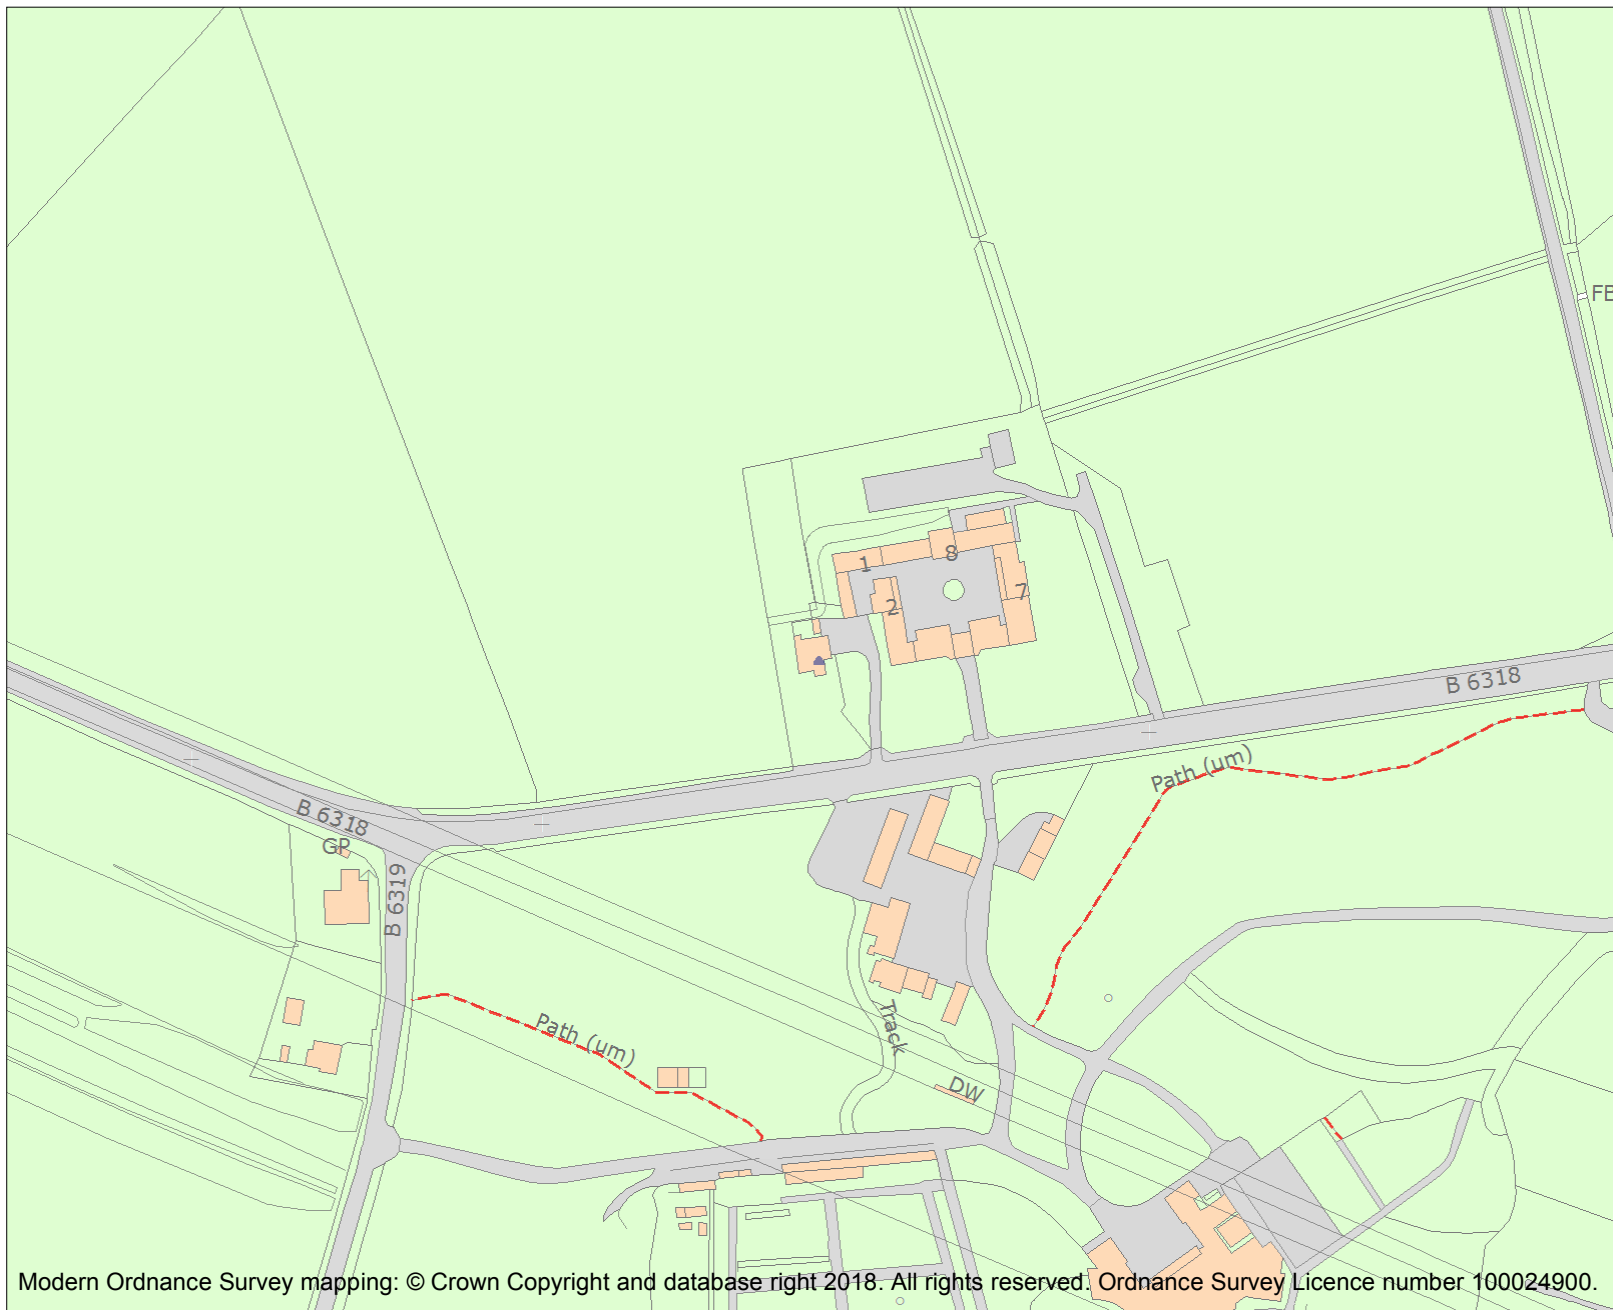 FB
1
8
7
2
B 6318
Path (um)
B 6318
GP
B 6319
Path (um)
Track
DW
Modern Ordnance Survey mapping: © Crown Copyright and database right 2018. All rights reserved. Ordnance Survey Licence number 100024900.